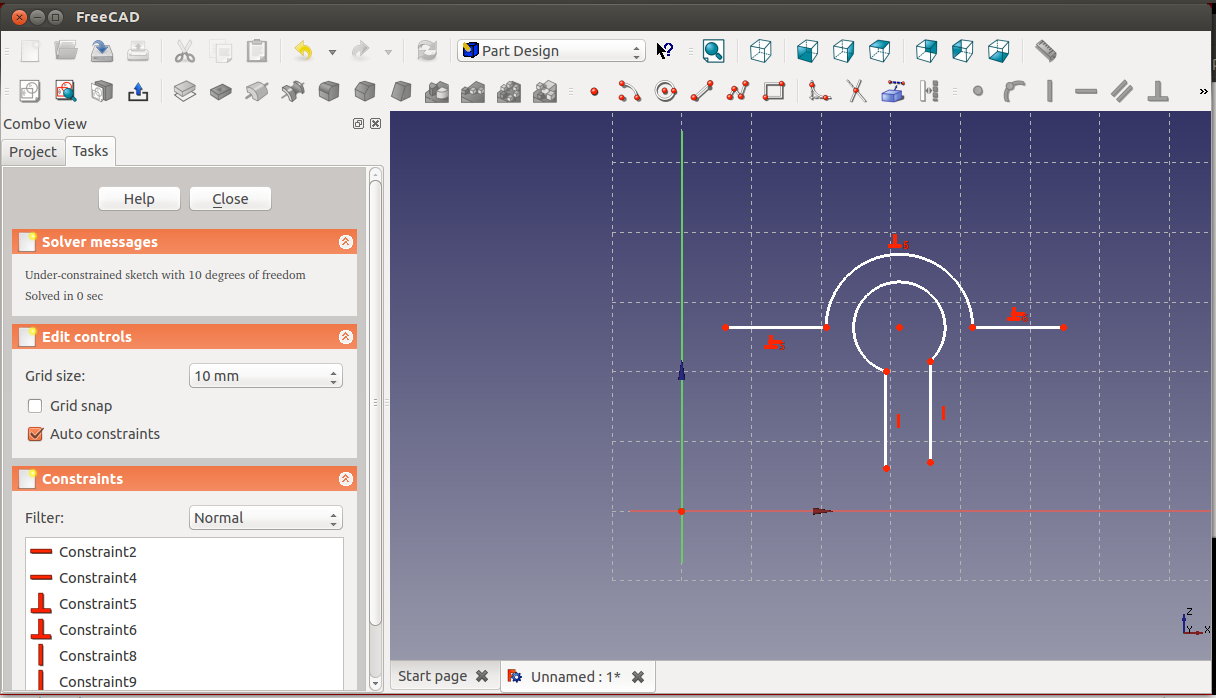 FreeCAD
Part Design
»
Combo View
Project
Tasks
Help
Close
Solver messages
Under-constrained sketch with 10 degrees of freedom
Solved in 0 sec
Edit controls
Grid size:
10 mm
Grid snap
Auto constraints
Constraints
Filter:
Normal
Constraint2
Constraint4
Constraint5
Constraint6
Constraint8
Constraint9
Z
Y
X
Start page
Unnamed : 1*